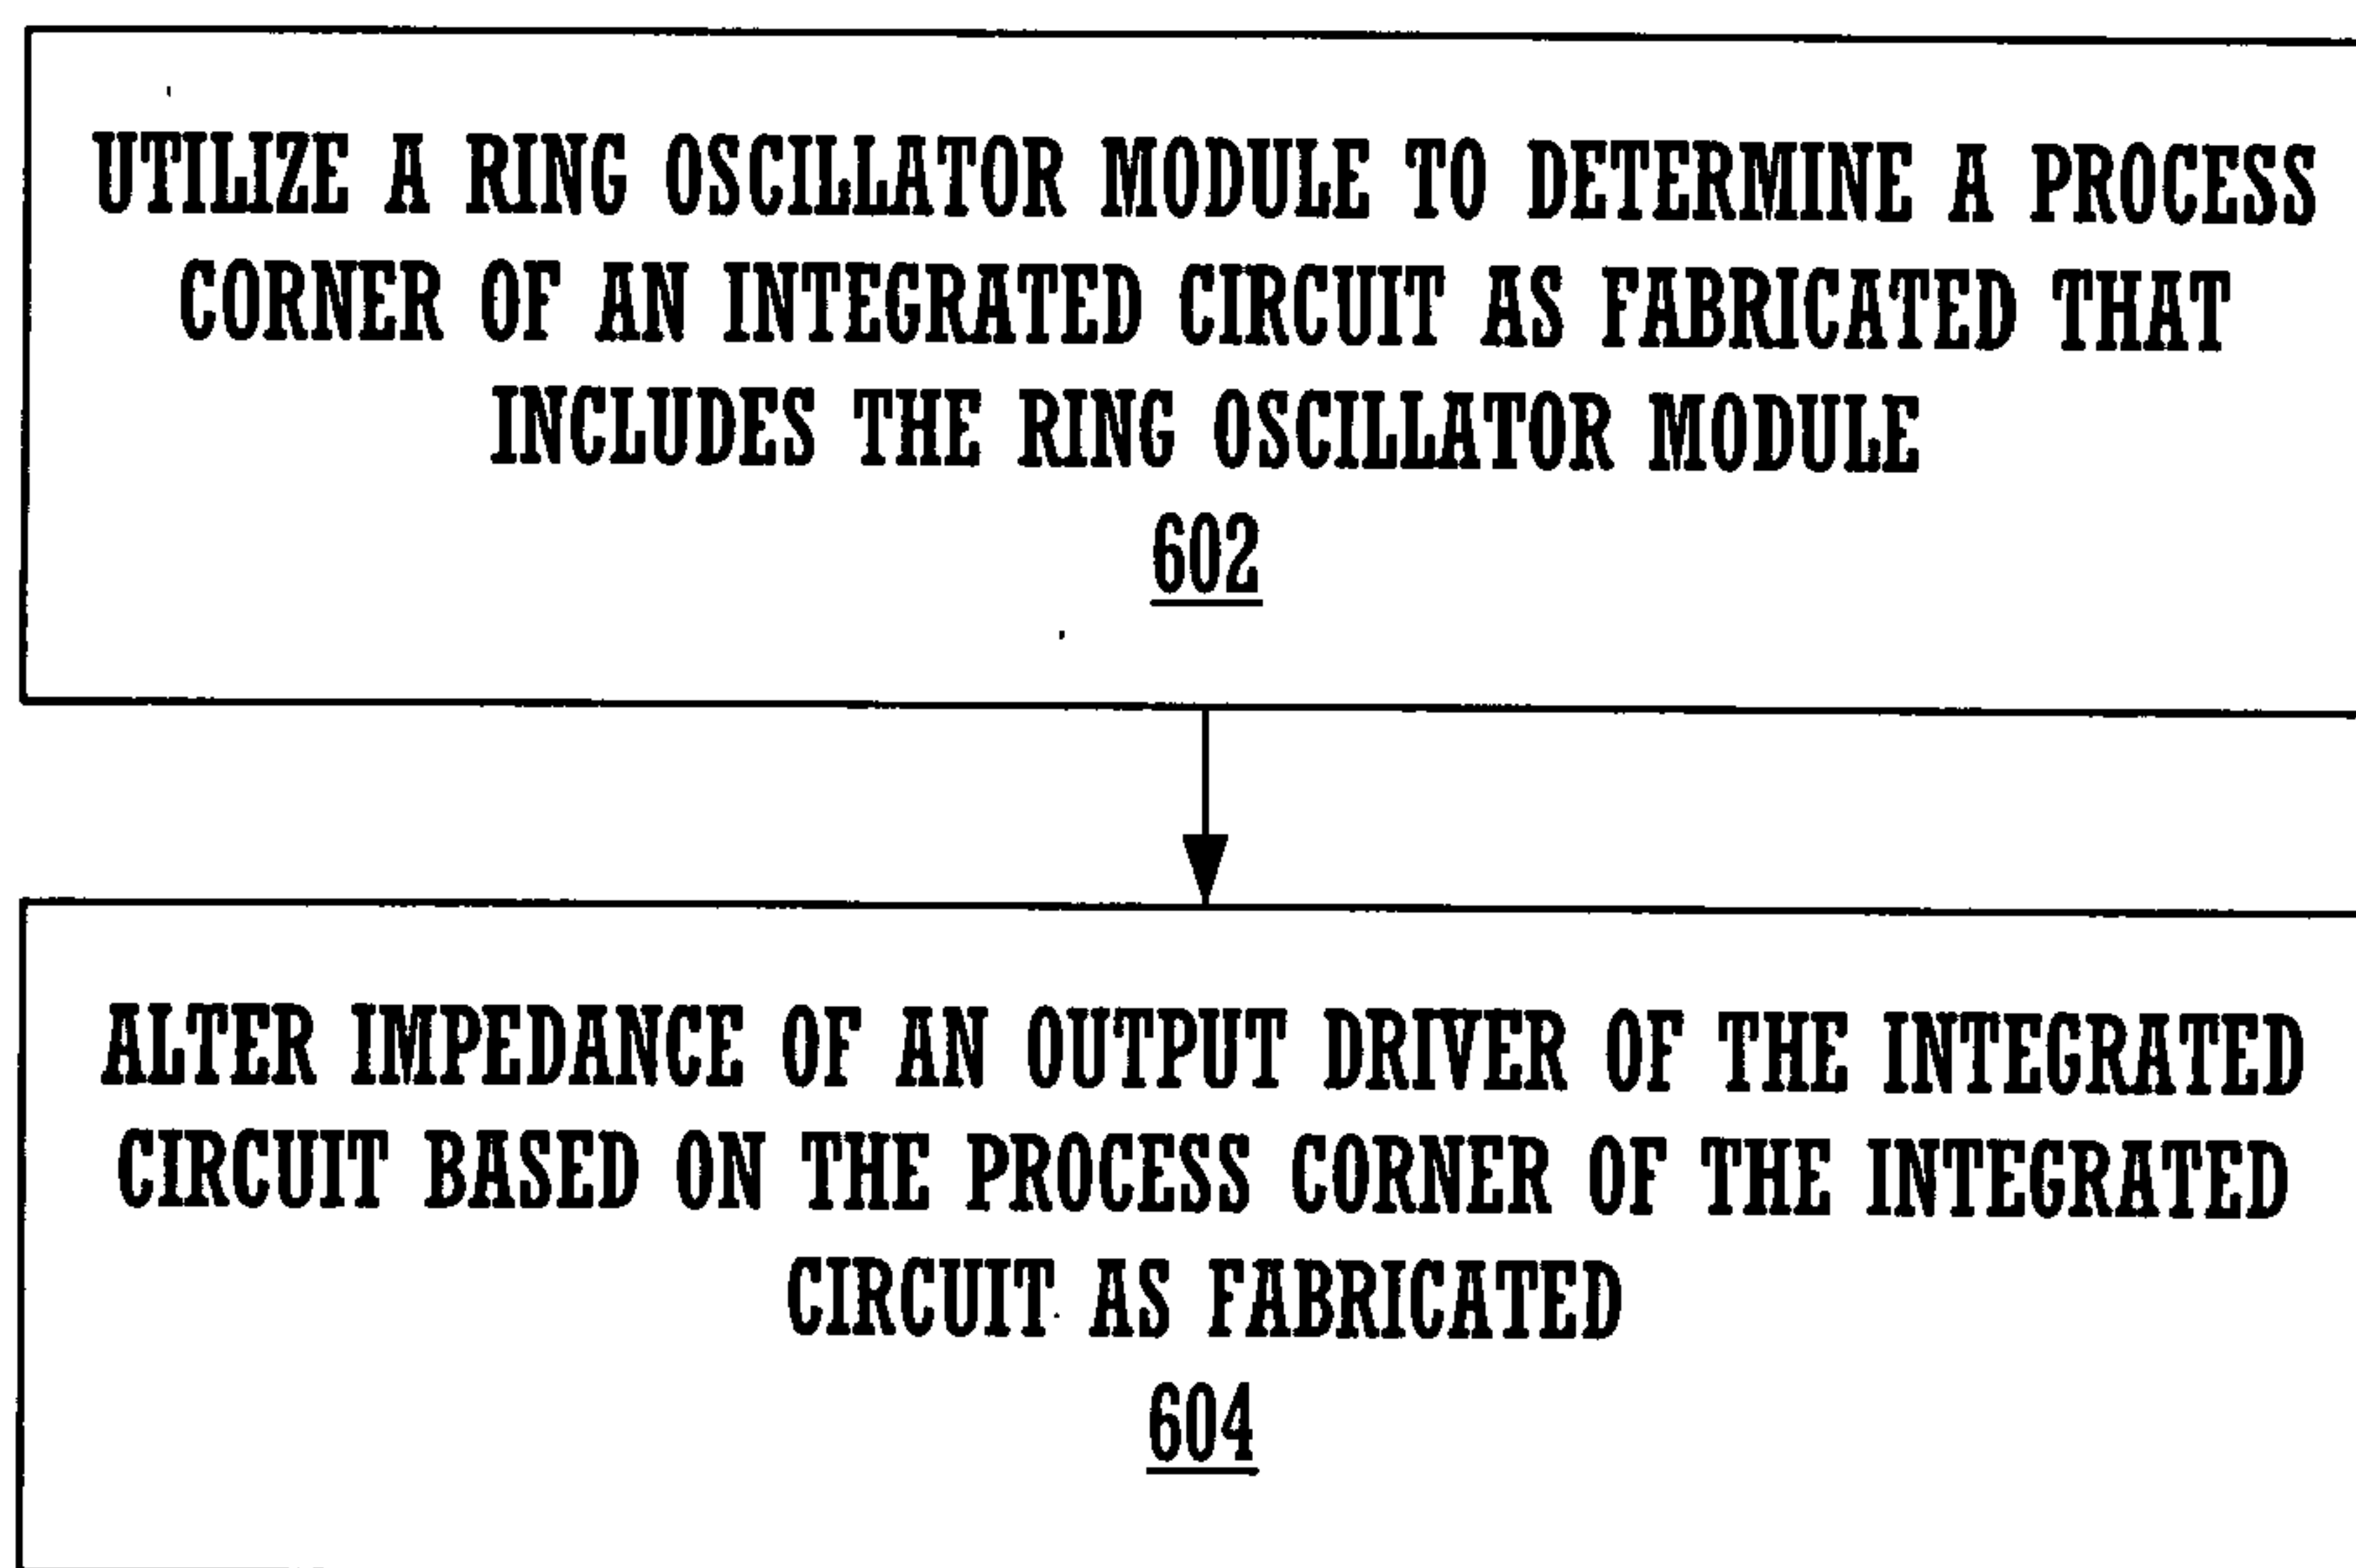 UTILIZE A RING OSCILLATOR MODULE TO DETERMINE A PROCESS
CORNER OF AN INTEGRATED CIRCUIT AS FABRICATED THAT
INCLUDES THE RING OSCILLATOR MODULE
602
ALTER IMPEDANCE OF AN OUTPUT DRIVER OF THE INTEGRATED
CIRCUIT BASED ON THE PROCESS CORNER OF THE INTEGRATED
CIRCUIT AS FABRICATED
604